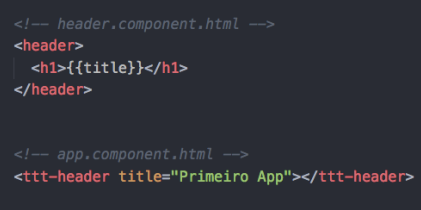 <!-- header.component.html -->
<header>
<h1>{{title}}</h1>
</header>
<!-- app.component.html -->
<ttt-header title="Primeiro App"></ttt-header>